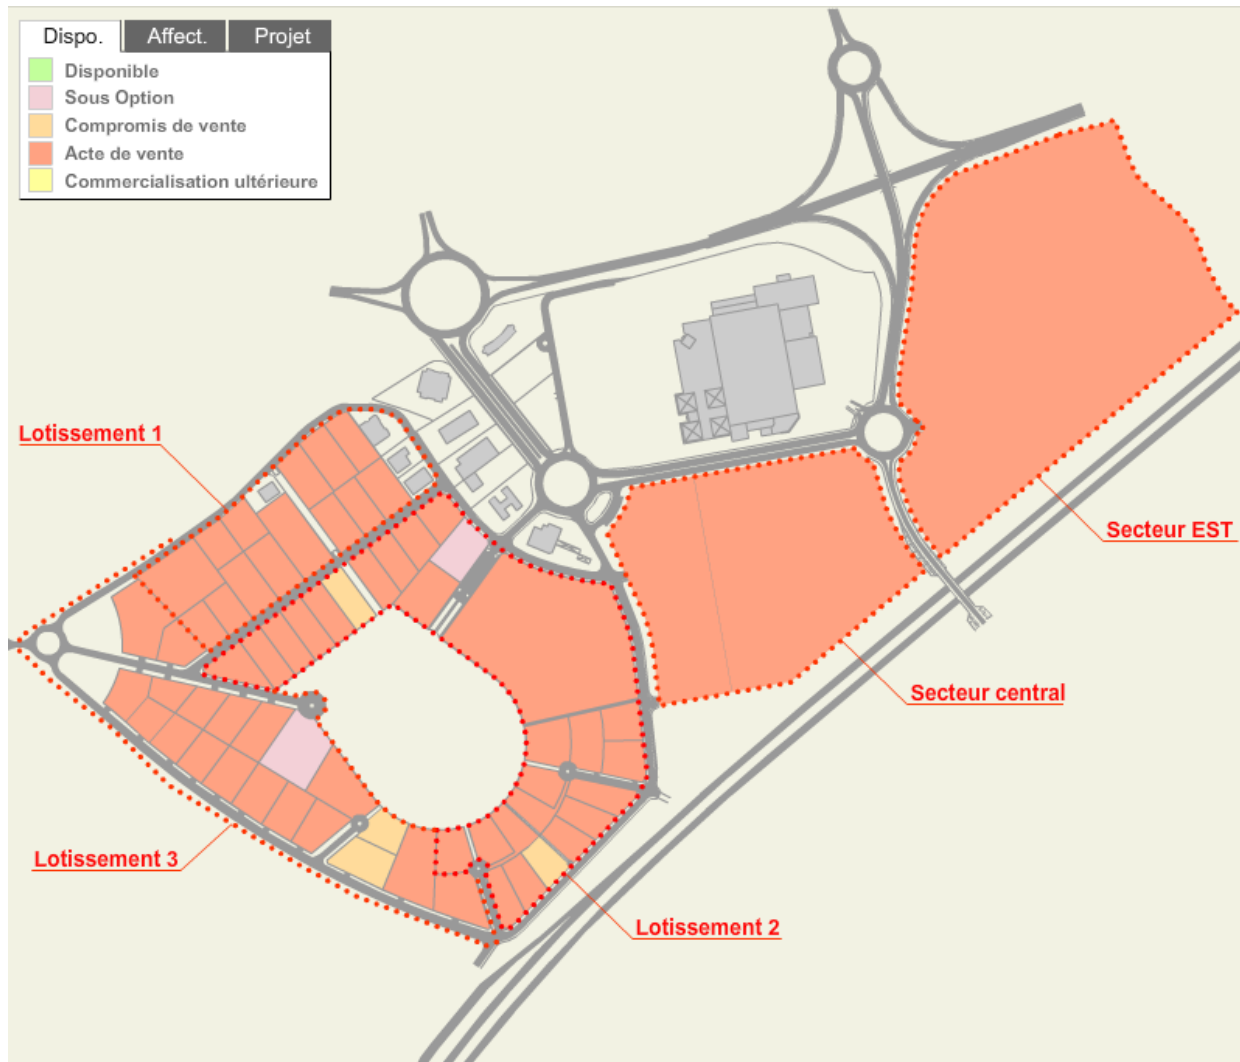 Dispo. Affect. Projet
Disponible
Sous Option
Compromis de vente
Acte de vente
Commercialisation ultérieure
Lotissement 1
Secteur EST
Secteur central
Lotissement 3
Lotissement 2